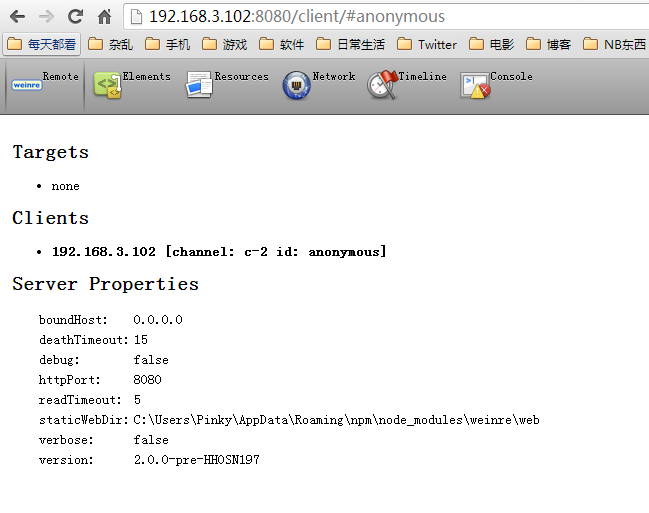 192.168.3.102:8080/client/#anonymous
每天都看 杂乱 手机 游戏 软件 日常生活 Twitter 电影 博客 NB东西
weinre Remote Elements Resources Network Timeline Console
Targets
• none
Clients
• 192.168.3.102 [channel: c-2 id: anonymous]
Server Properties
boundHost: 0.0.0.0
deathTimeout: 15
debug: false
httpPort: 8080
readTimeout: 5
staticWebDir: C:\Users\Pinky\AppData\Roaming\npm\node_modules\weinre\web
verbose: false
version: 2.0.0-pre-HH0SN197